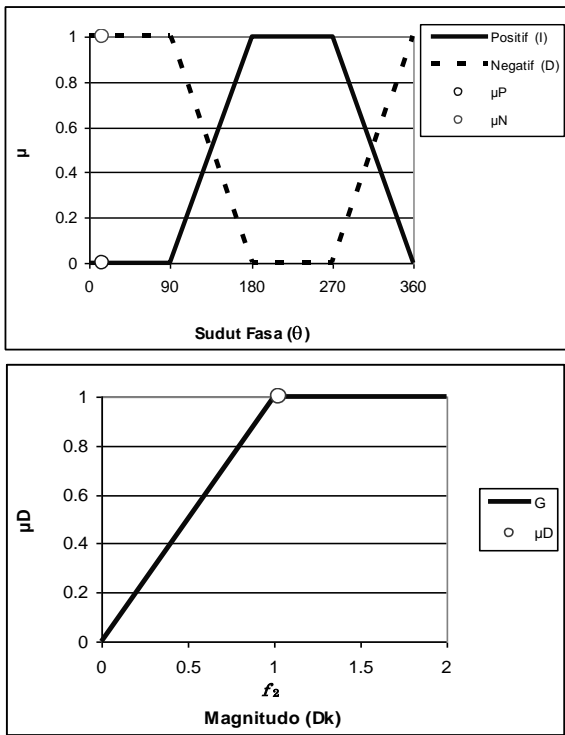 1
0.8
0.6
0.4
0.2
0
µ
0 90 180 270 360
Sudut Fasa (θ)
Positif (I)
Negatif (D)
µP
µN
1
0.8
0.6
0.4
0.2
0
µD
0 0.5 1 1.5 2
f₂
Magnitudo (Dk)
G
µD